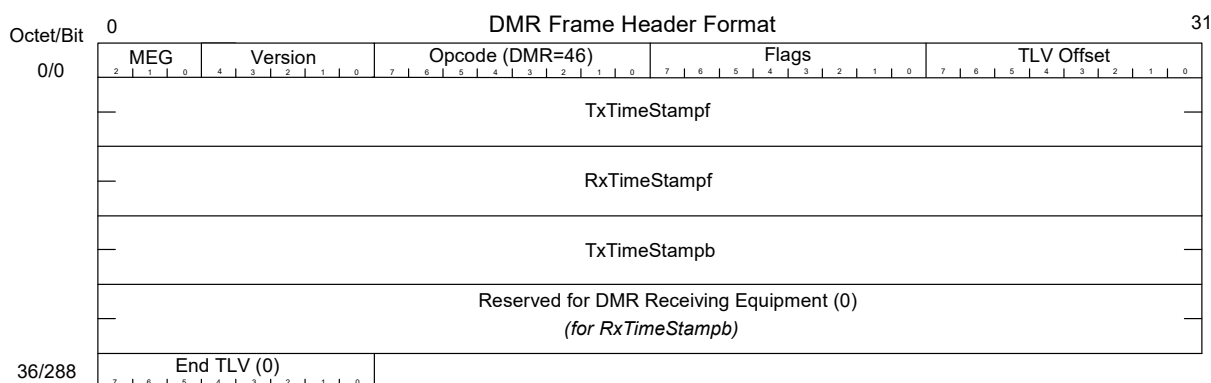 DMR Frame Header Format
Octet/Bit 0 31
MEG Version Opcode (DMR=46) Flags TLV Offset
0/0 2 1 0 4 3 2 1 0 7 6 5 4 3 2 1 0 7 6 5 4 3 2 1 0 7 6 5 4 3 2 1 0
TxTimeStampf
RxTimeStampf
TxTimeStampb
Reserved for DMR Receiving Equipment (0)
(for RxTimeStampb)
36/288 End TLV (0)
7 6 5 4 3 2 1 0